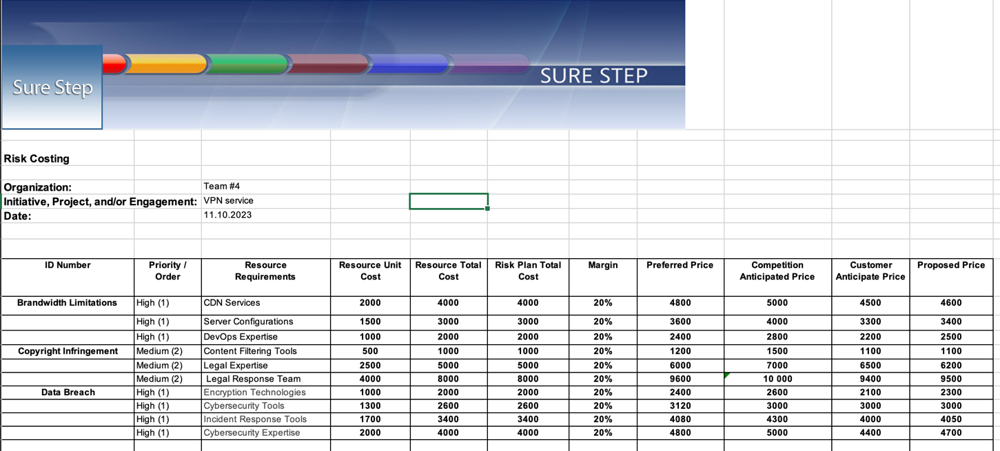 Sure Step
SURE STEP
Risk Costing
Organization: Team #4
Initiative, Project, and/or Engagement: VPN service
Date: 11.10.2023
ID Number Priority / Order Resource Requirements Resource Unit Cost Resource Total Cost Risk Plan Total Cost Margin Preferred Price Competition Anticipated Price Customer Anticipate Price Proposed Price
Brandwidth Limitations High (1) CDN Services 2000 4000 4000 20% 4800 5000 4500 4600
High (1) Server Configurations 1500 3000 3000 20% 3600 4000 3300 3400
High (1) DevOps Expertise 1000 2000 2000 20% 2400 2800 2200 2500
Copyright Infringement Medium (2) Content Filtering Tools 500 1000 1000 20% 1200 1500 1100 1100
Medium (2) Legal Expertise 2500 5000 5000 20% 6000 7000 6500 6200
Medium (2) Legal Response Team 4000 8000 8000 20% 9600 10 000 9400 9500
Data Breach High (1) Encryption Technologies 1000 2000 2000 20% 2400 2600 2100 2300
High (1) Cybersecurity Tools 1300 2600 2600 20% 3120 3000 3000 3000
High (1) Incident Response Tools 1700 3400 3400 20% 4080 4300 4000 4050
High (1) Cybersecurity Expertise 2000 4000 4000 20% 4800 5000 4400 4700